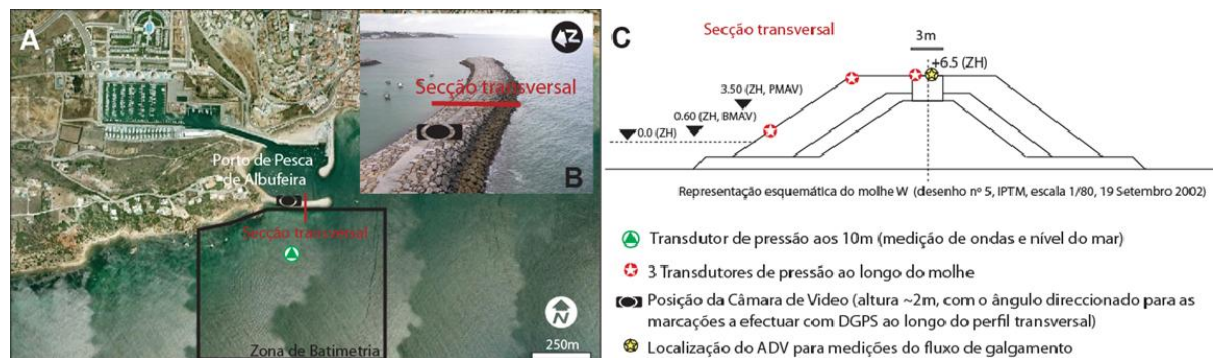 A
Z
Secção transversal
B
Porto de Pesca
de Albufeira
Secção transversal
N
250m
Zona de Batimetria
C
Secção transversal
3m
+6.5 (ZH)
3.50 (ZH, PMAV)
0.60 (ZH, BMAV)
0.0 (ZH)
Representação esquemática do molhe W (desenho nº 5, IPTM, escala 1/80, 19 Setembro 2002)
Transdutor de pressão aos 10m (medição de ondas e nível do mar)
3 Transdutores de pressão ao longo do molhe
Posição da Câmara de Video (altura ~2m, com o ângulo direccionado para as
marcações a efectuar com DGPS ao longo do perfil transversal)
Localização do ADV para medições do fluxo de galgamento